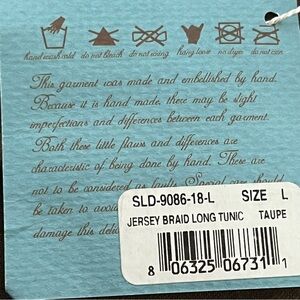 hand wash cold do not bleach do not wring hang loose no dryer do not iron
This garment was made and embellished by hand.
Because it is hand made, there may be slight
imperfections and differences between each garment.
Both these little flaws and differences are
characteristic of being done by hand. These are
not to be considered as faults. Special care should
be taken to avoid
damage this deli
SLD-9086-18-L SIZE L
JERSEY BRAID LONG TUNIC TAUPE
8 06325 06731 1